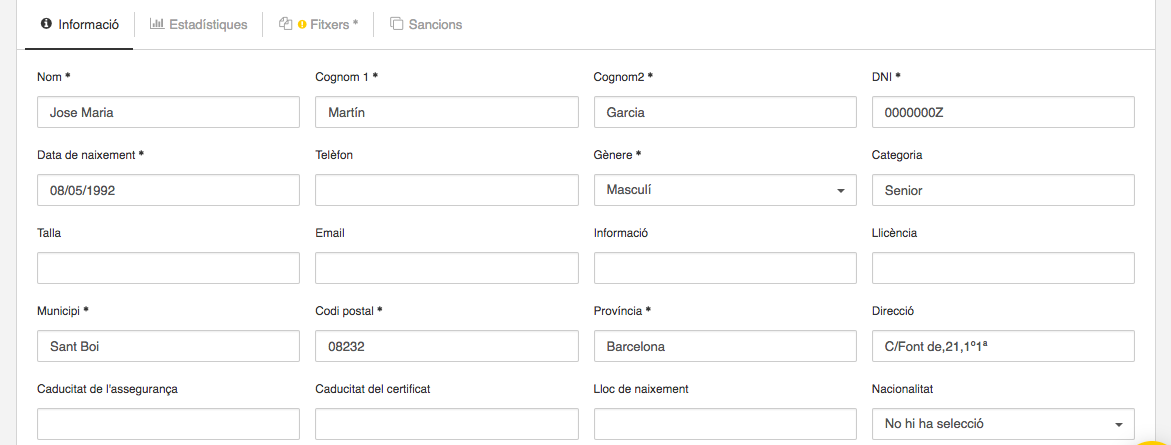 Informació Estadístiques Fitxers * Sancions
Nom * Cognom 1 * Cognom2 * DNI *
Jose Maria Martín Garcia 0000000Z
Data de naixement * Telèfon Gènere * Categoria
08/05/1992 Masculí Senior
Talla Email Informació Llicència
Municipi * Codi postal * Província * Direcció
Sant Boi 08232 Barcelona C/Font de,21,1º1ª
Caducitat de l'assegurança Caducitat del certificat Lloc de naixement Nacionalitat
No hi ha selecció